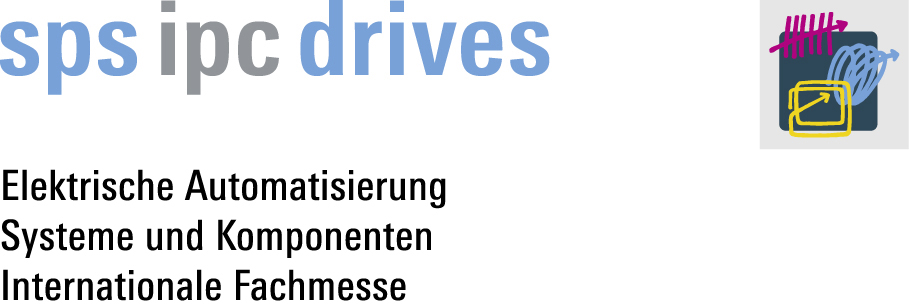 sps ipc drives
Elektrische Automatisierung
Systeme und Komponenten
Internationale Fachmesse